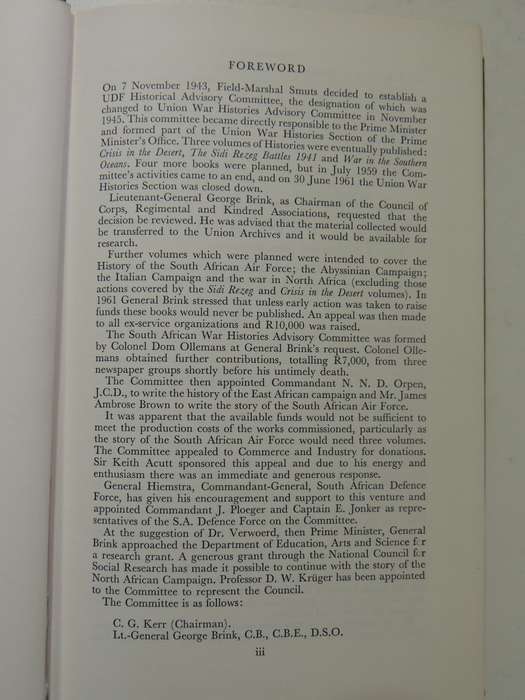 FOREWORD
On 7 November 1943, Field-Marshal Smuts decided to establish a
UDF Historical Advisory Committee, the designation of which was
changed to Union War Histories Advisory Committee in November
1945. This committee became directly responsible to the Prime Minister
and formed part of the Union War Histories Section of the Prime
Minister's Office. Three volumes of Histories were eventually published:
Crisis in the Desert, The Sidi Rezeg Battles 1941 and War in the Southern
Oceans. Four more books were planned, but in July 1959 the Com-
mittee's activities came to an end, and on 30 June 1961 the Union War
Histories Section was closed down.
Lieutenant-General George Brink, as Chairman of the Council of
Corps, Regimental and Kindred Associations, requested that the
decision be reviewed. He was advised that the material collected would
be transferred to the Union Archives and it would be available for
research.
Further volumes which were planned were intended to cover the
History of the South African Air Force; the Abyssinian Campaign;
the Italian Campaign and the war in North Africa (excluding those
actions covered by the Sidi Rezeg and Crisis in the Desert volumes). In
1961 General Brink stressed that unless early action was taken to raise
funds these books would never be published. An appeal was then made
to all ex-service organizations and R10,000 was raised.
The South African War Histories Advisory Committee was formed
by Colonel Dom Ollemans at General Brink's request. Colonel Olle-
mans obtained further contributions, totalling R7,000, from three
newspaper groups shortly before his untimely death.
The Committee then appointed Commandant N. N. D. Orpen,
J.C.D., to write the history of the East African campaign and Mr. James
Ambrose Brown to write the story of the South African Air Force.
It was apparent that the available funds would not be sufficient to
meet the production costs of the works commissioned, particularly as
the story of the South African Air Force would need three volumes.
The Committee appealed to Commerce and Industry for donations.
Sir Keith Acutt sponsored this appeal and due to his energy and
enthusiasm there was an immediate and generous response.
General Hiemstra, Commandant-General, South African Defence
Force, has given his encouragement and support to this venture and
appointed Commandant J. Ploeger and Captain E. Jonker as repre-
sentatives of the S.A. Defence Force on the Committee.
At the suggestion of Dr. Verwoerd, then Prime Minister, General
Brink approached the Department of Education, Arts and Science for
a research grant. A generous grant through the National Council for
Social Research has made it possible to continue with the story of the
North African Campaign. Professor D. W. Krüger has been appointed
to the Committee to represent the Council.
The Committee is as follows:
C. G. Kerr (Chairman).
Lt.-General George Brink, C.B., C.B.E., D.S.O.
iii